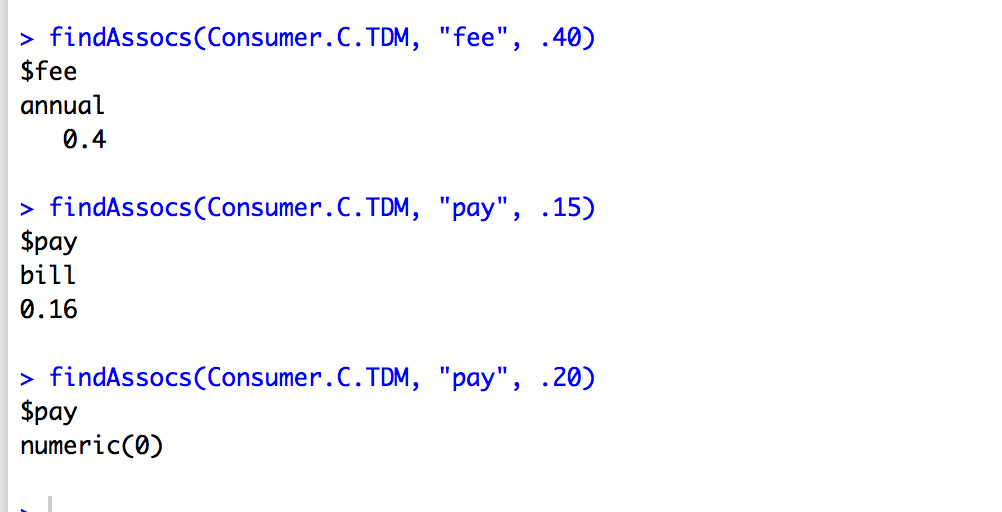 > findAssocs(Consumer.C.TDM, "fee", .40)
$fee
annual
   0.4
> findAssocs(Consumer.C.TDM, "pay", .15)
$pay
bill
0.16
> findAssocs(Consumer.C.TDM, "pay", .20)
$pay
numeric(0)
>